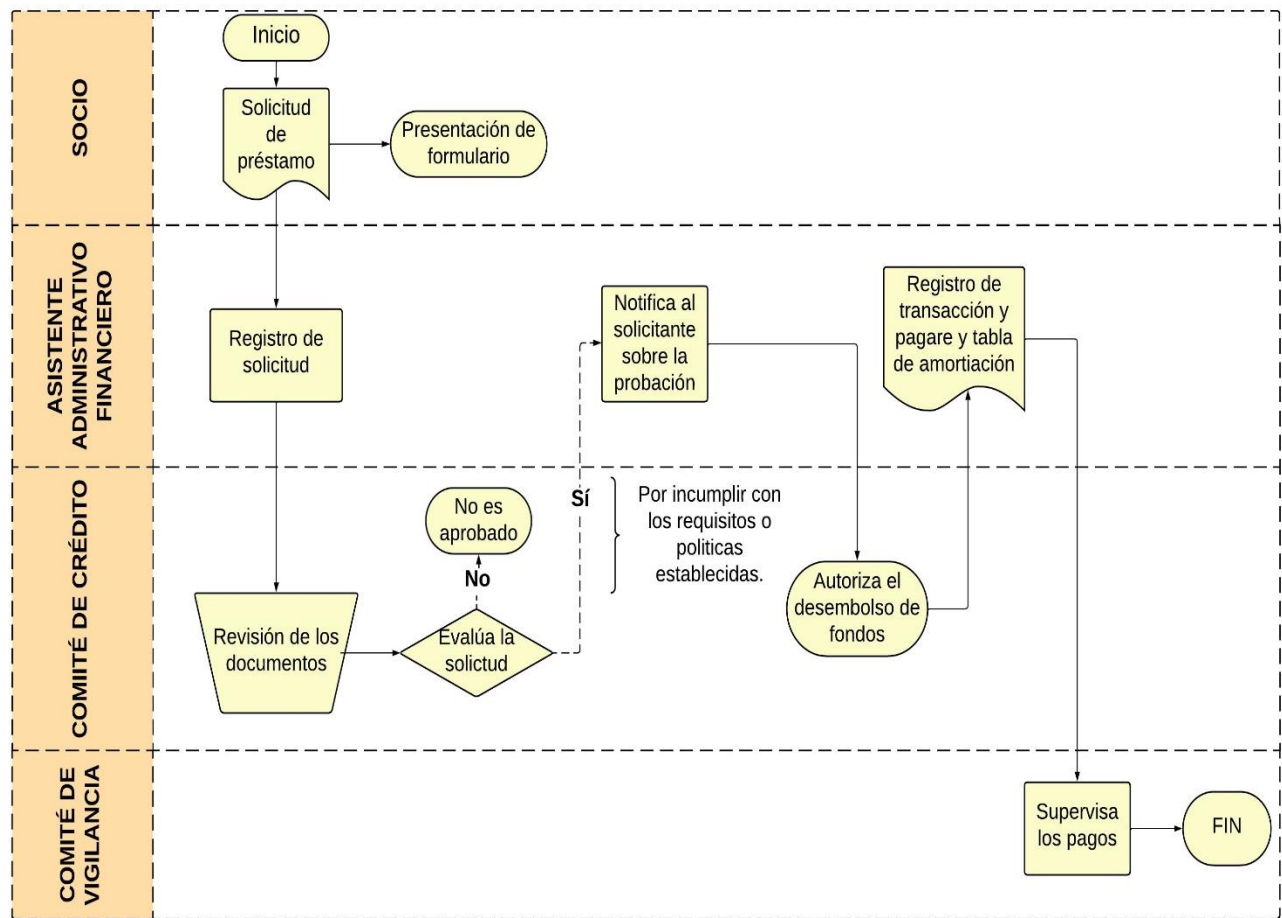 SOCIO
Inicio
Solicitud
de
préstamo
Presentación de
formulario
ASISTENTE
ADMINISTRATIVO
FINANCIERO
Registro de
solicitud
Notifica al
solicitante
sobre la
probación
Registro de
transacción y
pagare y tabla
de amortiación
COMIITÉ DE CRÉDITO
No es
aprobado
No
Sí
Por incumplir con
los requisitos o
politicas
establecidas.
Revisión de los
documentos
Evalúa la
solictud
Autoriza el
desembolso de
fondos
COMITÉ DE
VIGILANCIA
Supervisa
los pagos
FIN